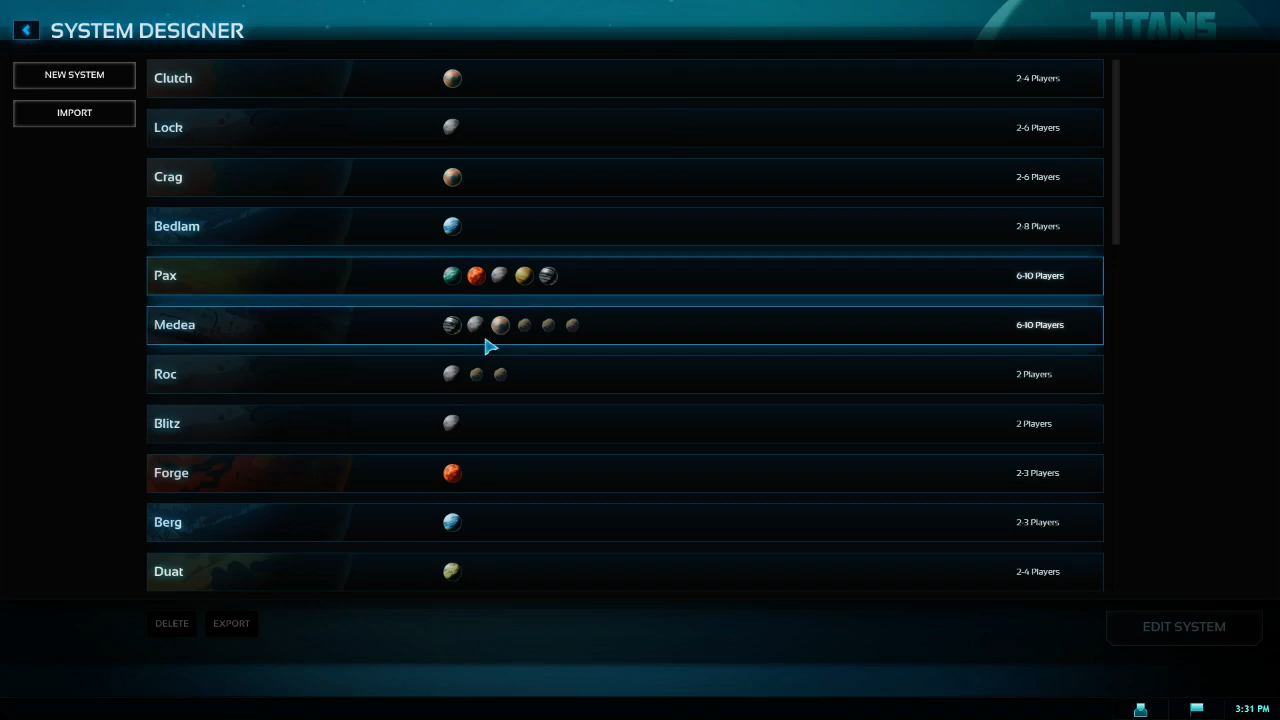 SYSTEM DESIGNER
TITANS
NEW SYSTEM
IMPORT
Clutch 2-4 Players
Lock 2-6 Players
Crag 2-6 Players
Bedlam 2-8 Players
Pax 6-10 Players
Medea 6-10 Players
Roc 2 Players
Blitz 2 Players
Forge 2-3 Players
Berg 2-3 Players
Duat 2-4 Players
DELETE EXPORT
EDIT SYSTEM
3:31 PM